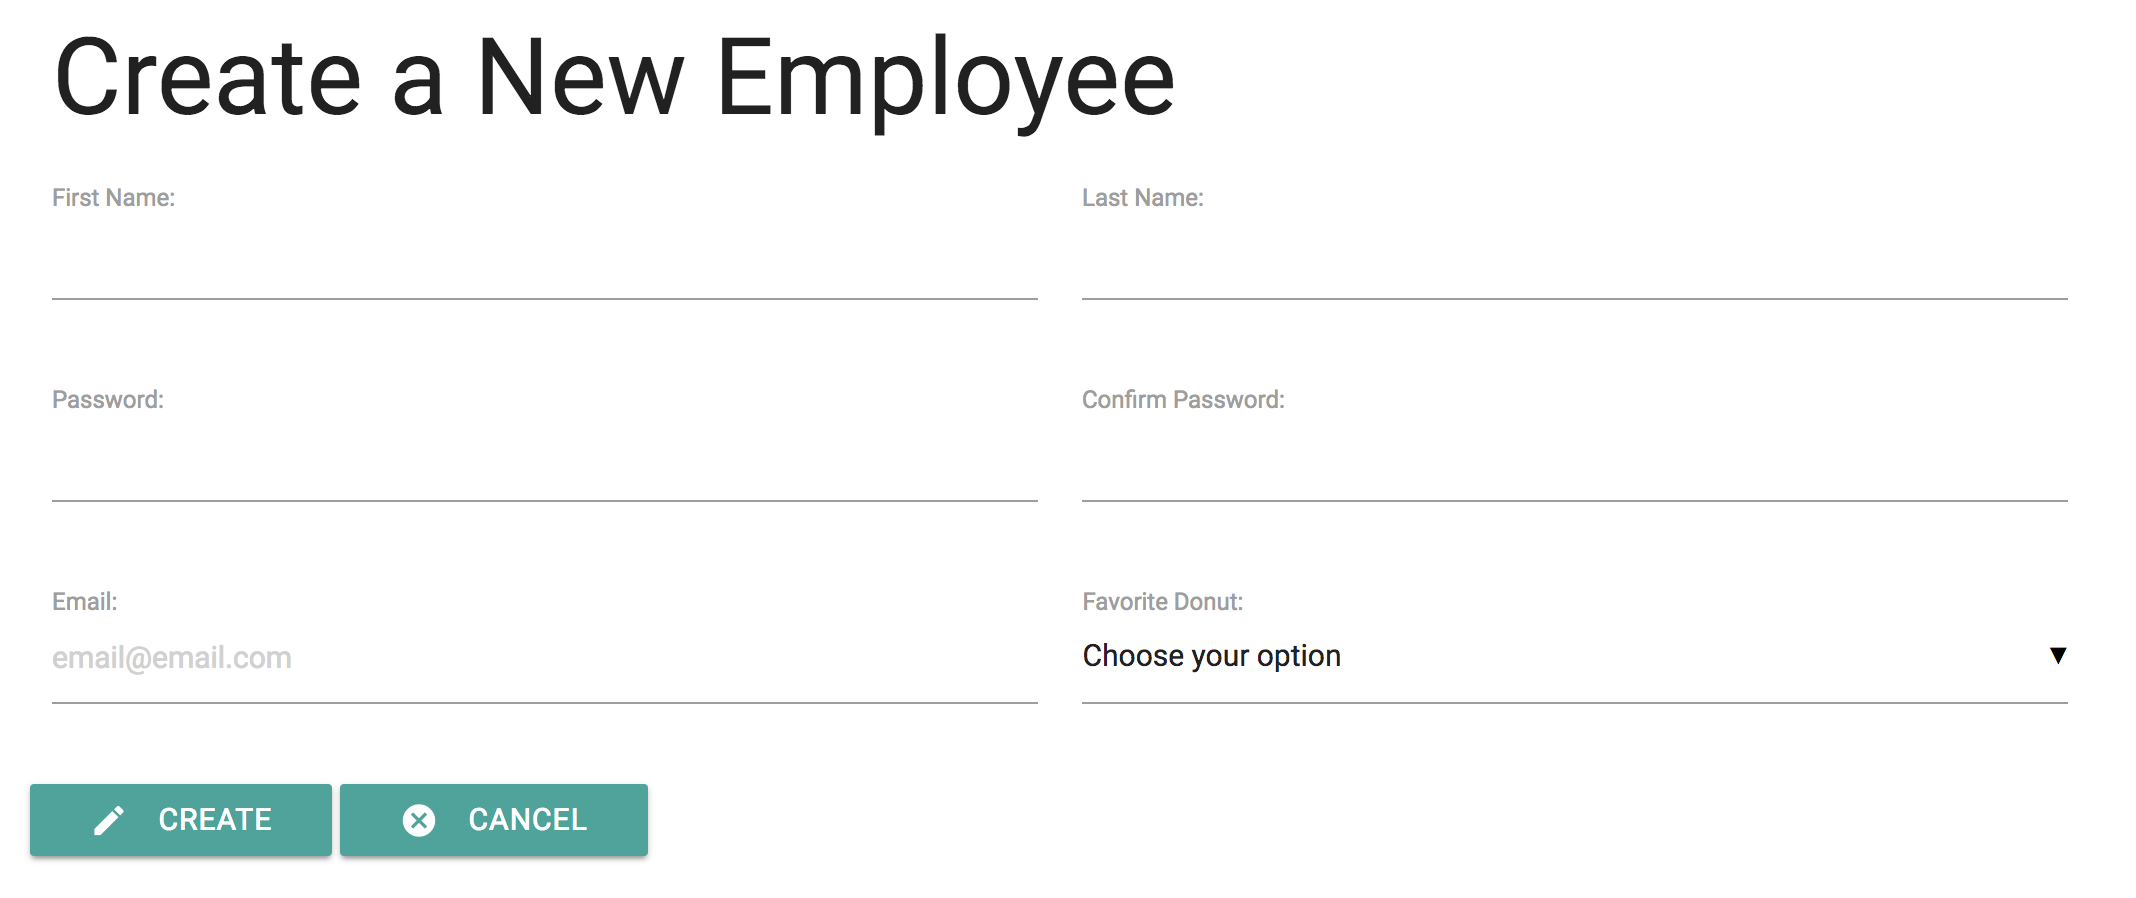 Create a New Employee
First Name: Last Name:
Password: Confirm Password:
Email: Favorite Donut:
email@email.com Choose your option ▼
CREATE CANCEL